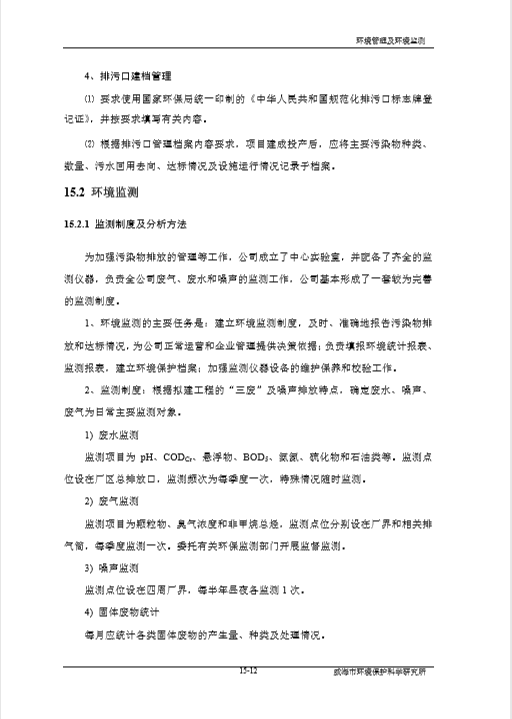 环境管理及环境监测
4、排污口建档管理
⑴ 要求使用国家环保局统一印制的《中华人民共和国规范化排污口标志牌登
记证》，并按要求填写有关内容。
⑵ 根据排污口管理档案内容要求，项目建成投产后，应将主要污染物种类、
数量、污水回用去向、达标情况及设施运行情况记录于档案。
15.2 环境监测
15.2.1 监测制度及分析方法
为加强污染物排放的管理等工作，公司成立了中心实验室，并配备了齐全的监
测仪器，负责全公司废气、废水和噪声的监测工作，公司基本形成了一套较为完善
的监测制度。
1、环境监测的主要任务是：建立环境监测制度，及时、准确地报告污染物排
放和达标情况，为公司正常运营和企业管理提供决策依据；负责填报环境统计报表、
监测报表，建立环境保护档案；加强监测仪器设备的维护保养和校验工作。
2、监测制度：根据拟建工程的“三废”及噪声排放特点，确定废水、噪声、
废气为日常主要监测对象。
1) 废水监测
监测项目为 pH、CODCr、悬浮物、BOD5、氨氮、硫化物和石油类等。监测点
位设在厂区总排放口，监测频次为每季度一次，特殊情况随时监测。
2) 废气监测
监测项目为颗粒物、臭气浓度和非甲烷总烃，监测点位分别设在厂界和相关排
气筒，每季度监测一次。委托有关环保监测部门开展监督监测。
3) 噪声监测
监测点位设在四周厂界，每半年昼夜各监测 1 次。
4) 固体废物统计
每月应统计各类固体废物的产生量、种类及处理情况。
15-12 威海市环境保护科学研究所